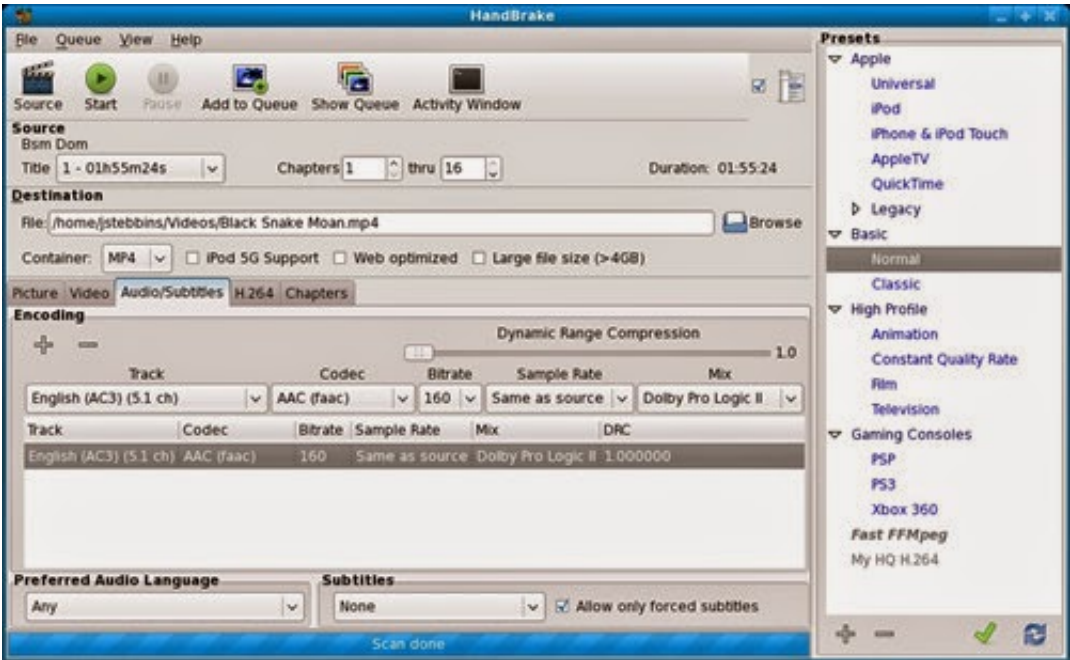 HandBrake
File Queue View Help
Source Start Pause Add to Queue Show Queue Activity Window
Source
Bsm Dom
Title 1 - 01h55m24s Chapters 1 thru 16 Duration: 01:55:24
Destination
File: /home/jstebbins/Videos/Black Snake Moan.mp4 Browse
Container: MP4 iPod 5G Support Web optimized Large file size (>4GB)
Picture Video Audio/Subtitles H.264 Chapters
Encoding
Dynamic Range Compression
1.0
Track Codec Bitrate Sample Rate Mix
English (AC3) (5.1 ch) AAC (faac) 160 Same as source Dolby Pro Logic II
Track Codec Bitrate Sample Rate Mix DRC
English (AC3) (5.1 ch) AAC (faac) 160 Same as source Dolby Pro Logic II 1.000000
Preferred Audio Language Subtitles
Any None Allow only forced subtitles
Scan done
Presets
Apple
Universal
iPod
iPhone & iPod Touch
AppleTV
QuickTime
Legacy
Basic
Normal
Classic
High Profile
Animation
Constant Quality Rate
Film
Television
Gaming Consoles
PSP
PS3
Xbox 360
Fast FFMpeg
My HQ H.264